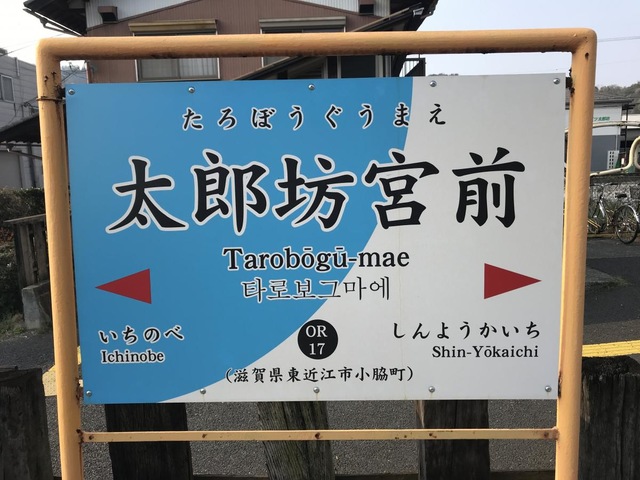 たろぼうぐうまえ
太郎坊宮前
Tarobōgū-mae
타로보그마에
いちのべ
Ichinobe
OR
17
しんようかいち
Shin-Yōkaichi
(滋賀県東近江市小脇町)